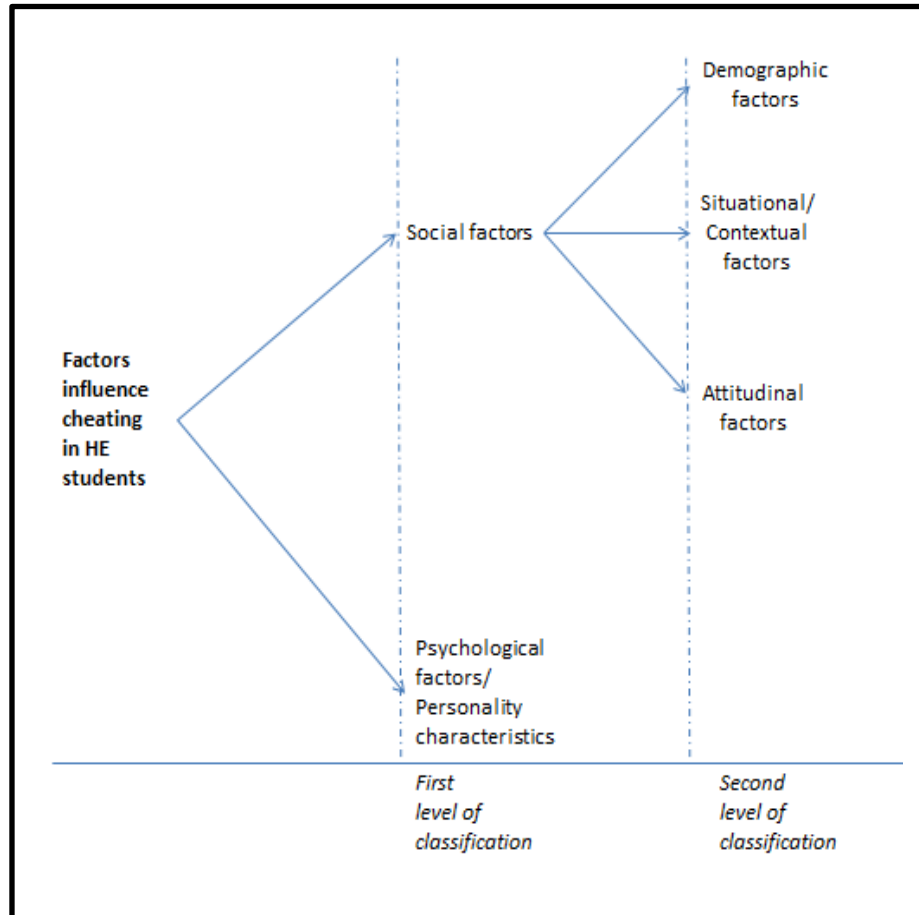 Demographic
factors
Situational/
Contextual
factors
Social factors
Attitudinal
factors
Factors
influence
cheating
in HE
students
Psychological
factors/
Personality
characteristics
First
level of
classification
Second
level of
classification